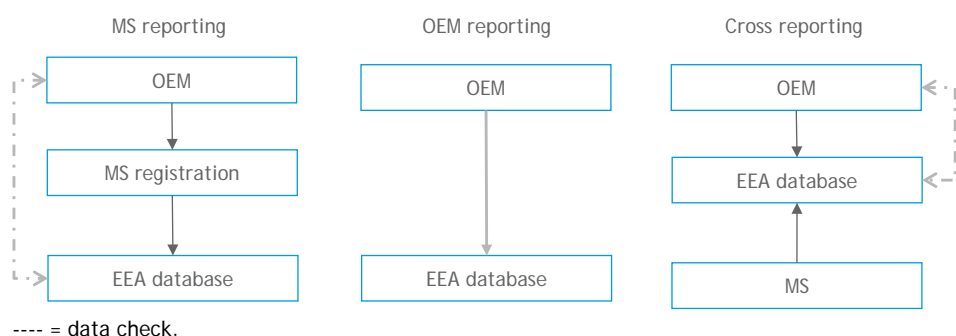 MS reporting
OEM
MS registration
EEA database
OEM reporting
OEM
EEA database
Cross reporting
OEM
EEA database
MS
---- = data check.